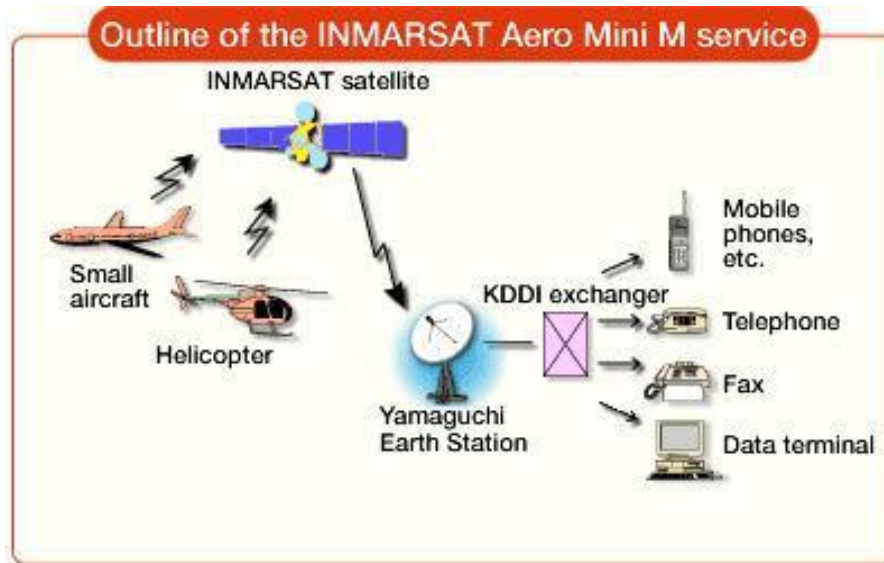 Outline of the INMARSAT Aero Mini M service
INMARSAT satellite
Small
aircraft
Helicopter
Yamaguchi
Earth Station
KDDI exchanger
Mobile
phones,
etc.
Telephone
Fax
Data terminal